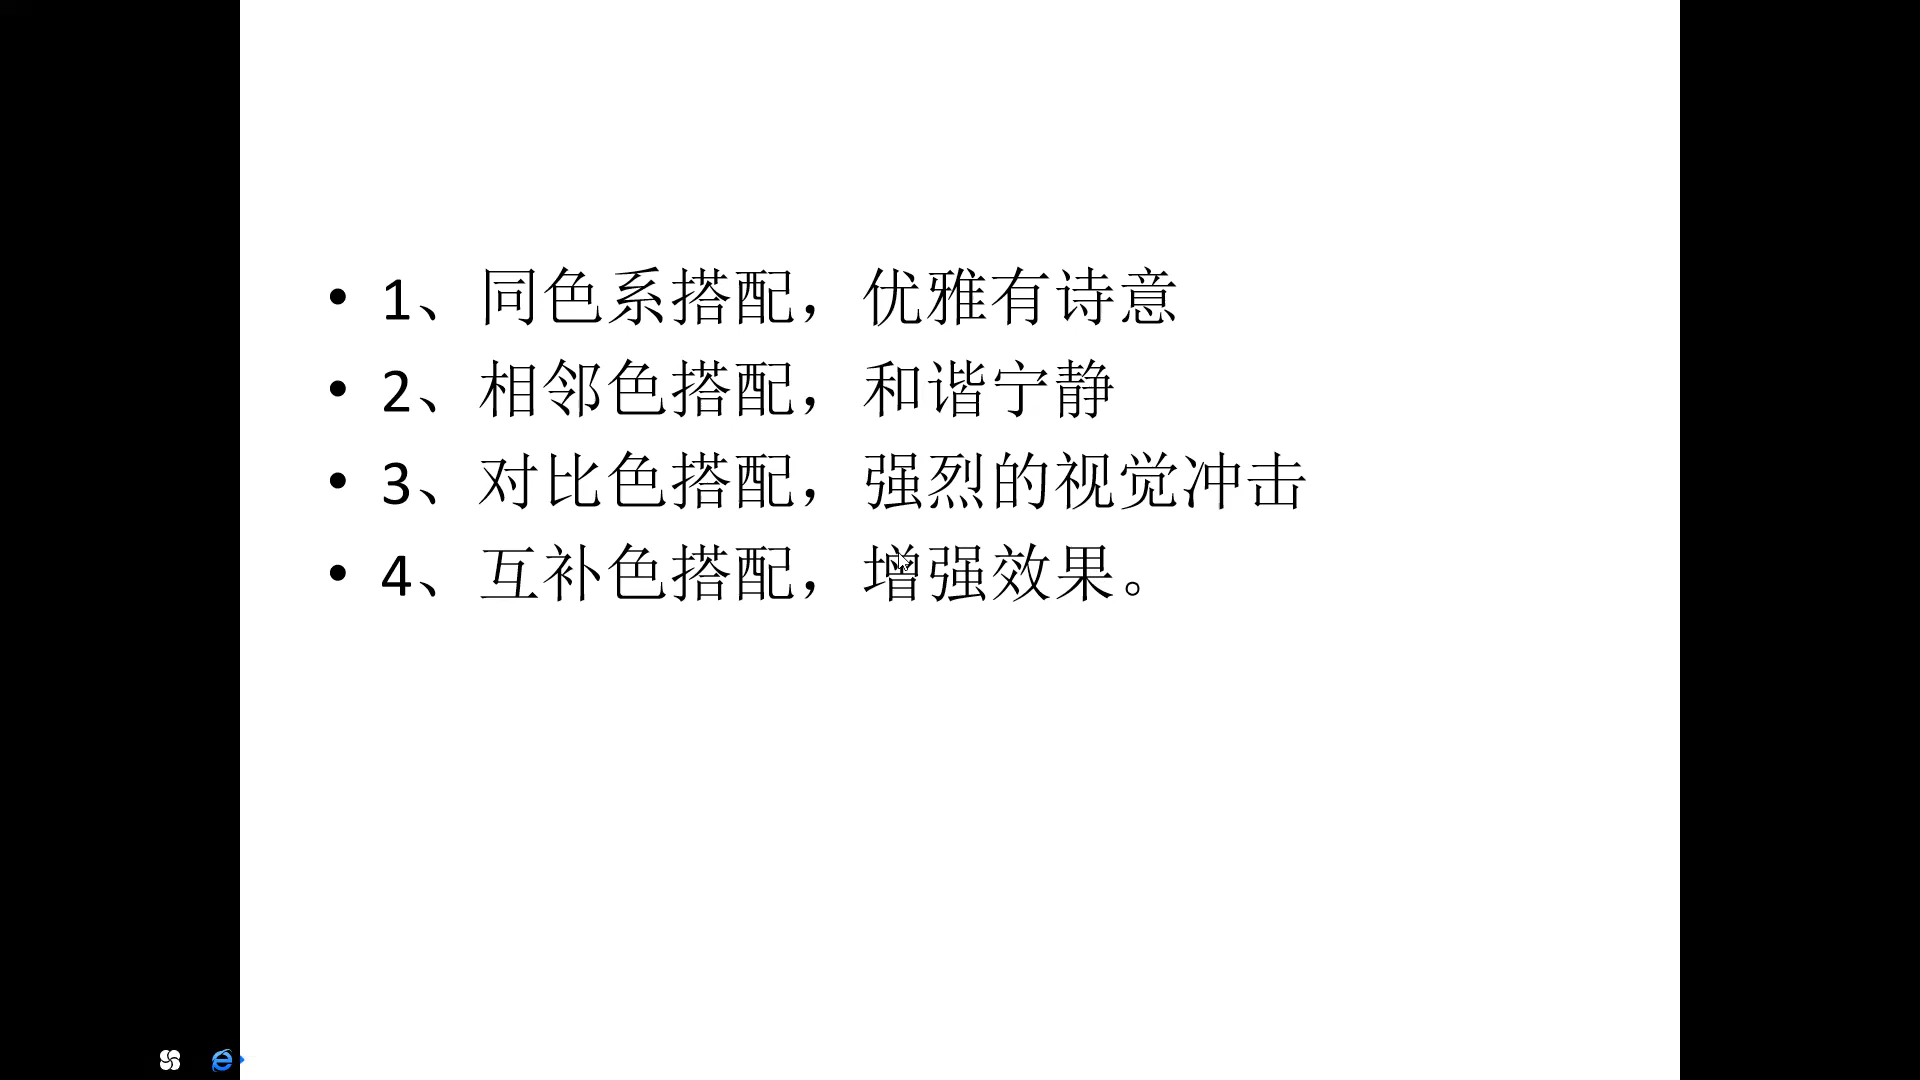 • 1、同色系搭配，优雅有诗意
• 2、相邻色搭配，和谐宁静
• 3、对比色搭配，强烈的视觉冲击
• 4、互补色搭配，增强效果。